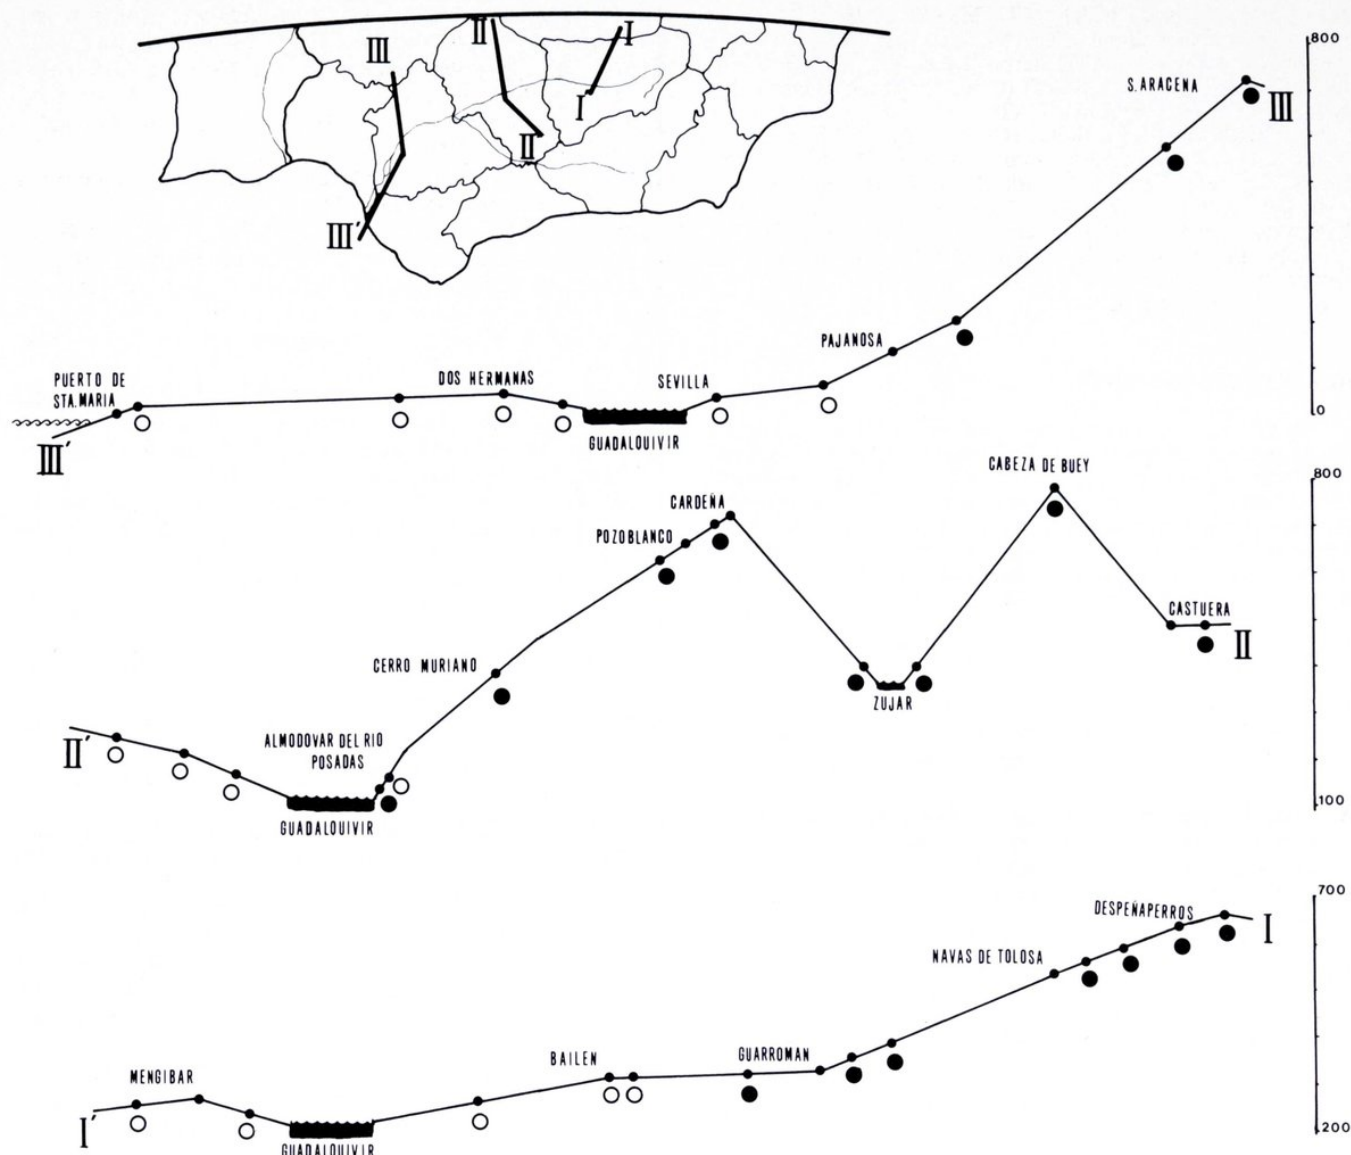 II
I
III
800
S. ARACENA
III
I'
II'
PAJANOSA
III'
PUERTO DE
STA. MARIA
DOS HERMANAS
SEVILLA
0
GUADALQUIVIR
III'
CABEZA DE BUEY
800
CARDEÑA
POZOBLANCO
CASTUERA
II
CERRO MURIANO
ZUJAR
ALMODOVAR DEL RIO
POSADAS
II'
100
GUADALQUIVIR
700
DESPEÑAPERROS
I
NAVAS DE TOLOSA
BAILEN
GUARROMAN
MENGIBAR
I'
200
GUADALQUIVIR